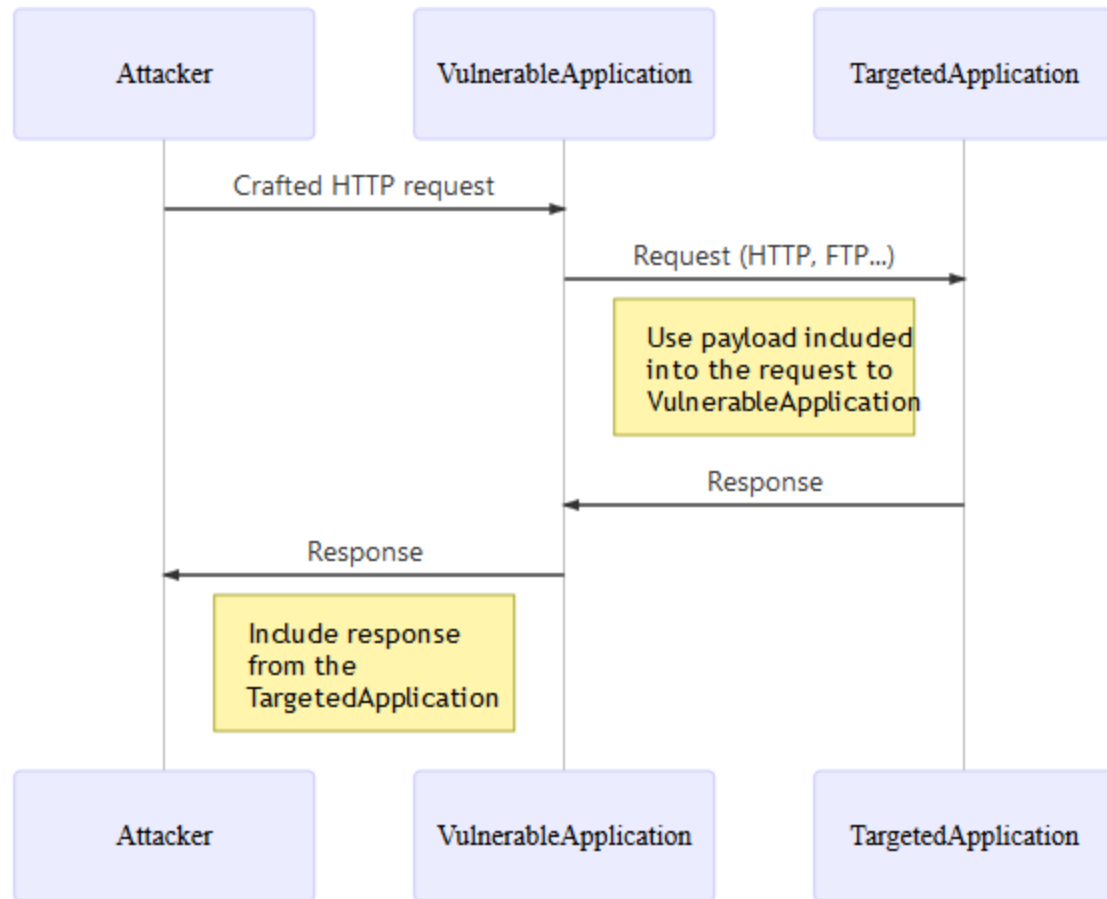 Attacker
VulnerableApplication
TargetedApplication
Crafted HTTP request
Request (HTTP, FTP...)
Use payload included
into the request to
VulnerableApplication
Response
Response
Include response
from the
TargetedApplication
Attacker
VulnerableApplication
TargetedApplication